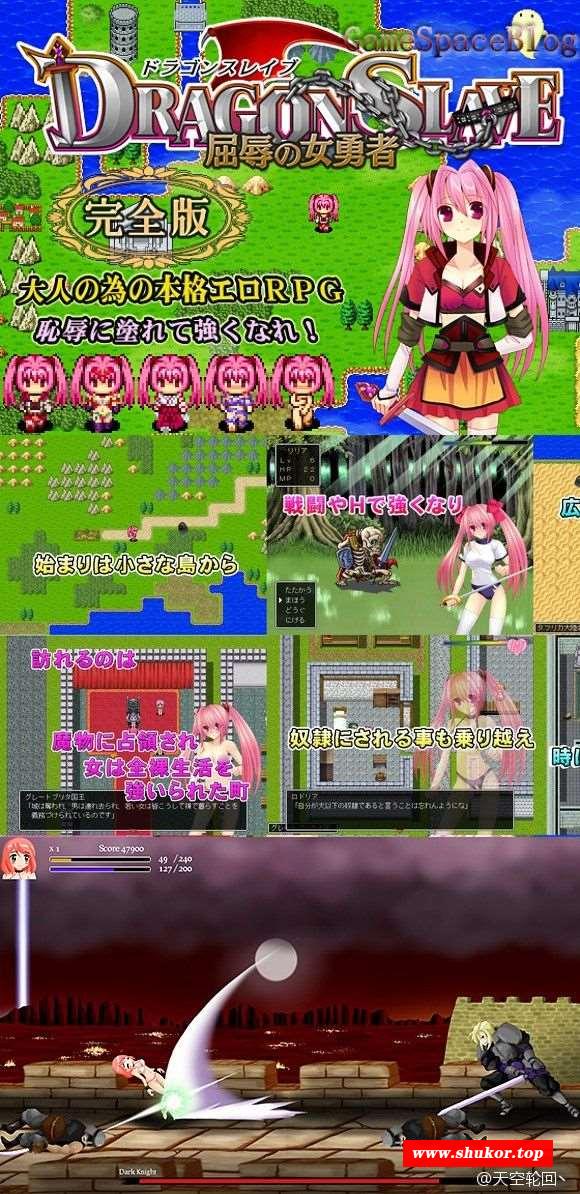 GameSpaceBlog
ドラゴンスレイブ
DRAGON SLAVE
屈辱の女勇者
完全版
大人の為の本格エロRPG
恥辱に塗れて強くなれ！
始まりは小さな島から
リリア
Lv 6
HP 22
MP 0
戦闘やHで強くなり
たたかう
まほう
どうぐ
にげる
広
訪れるのは
魔物に占領され
女は全裸生活を
強いられた町
グレートブリタ国王
「城は奪われ、男は連れ去られ、若い女は皆こうして裸で暮らすことを
義務づけられているのです」
奴隷にされる事も乗り越え
ロドリア
「自分が犬以下の奴隷であると言うことは忘れんようにな」
時に
x 1
Score 47900
49 / 240
127 / 200
Dark Knight
www.shukor.top
@天空轮回丶